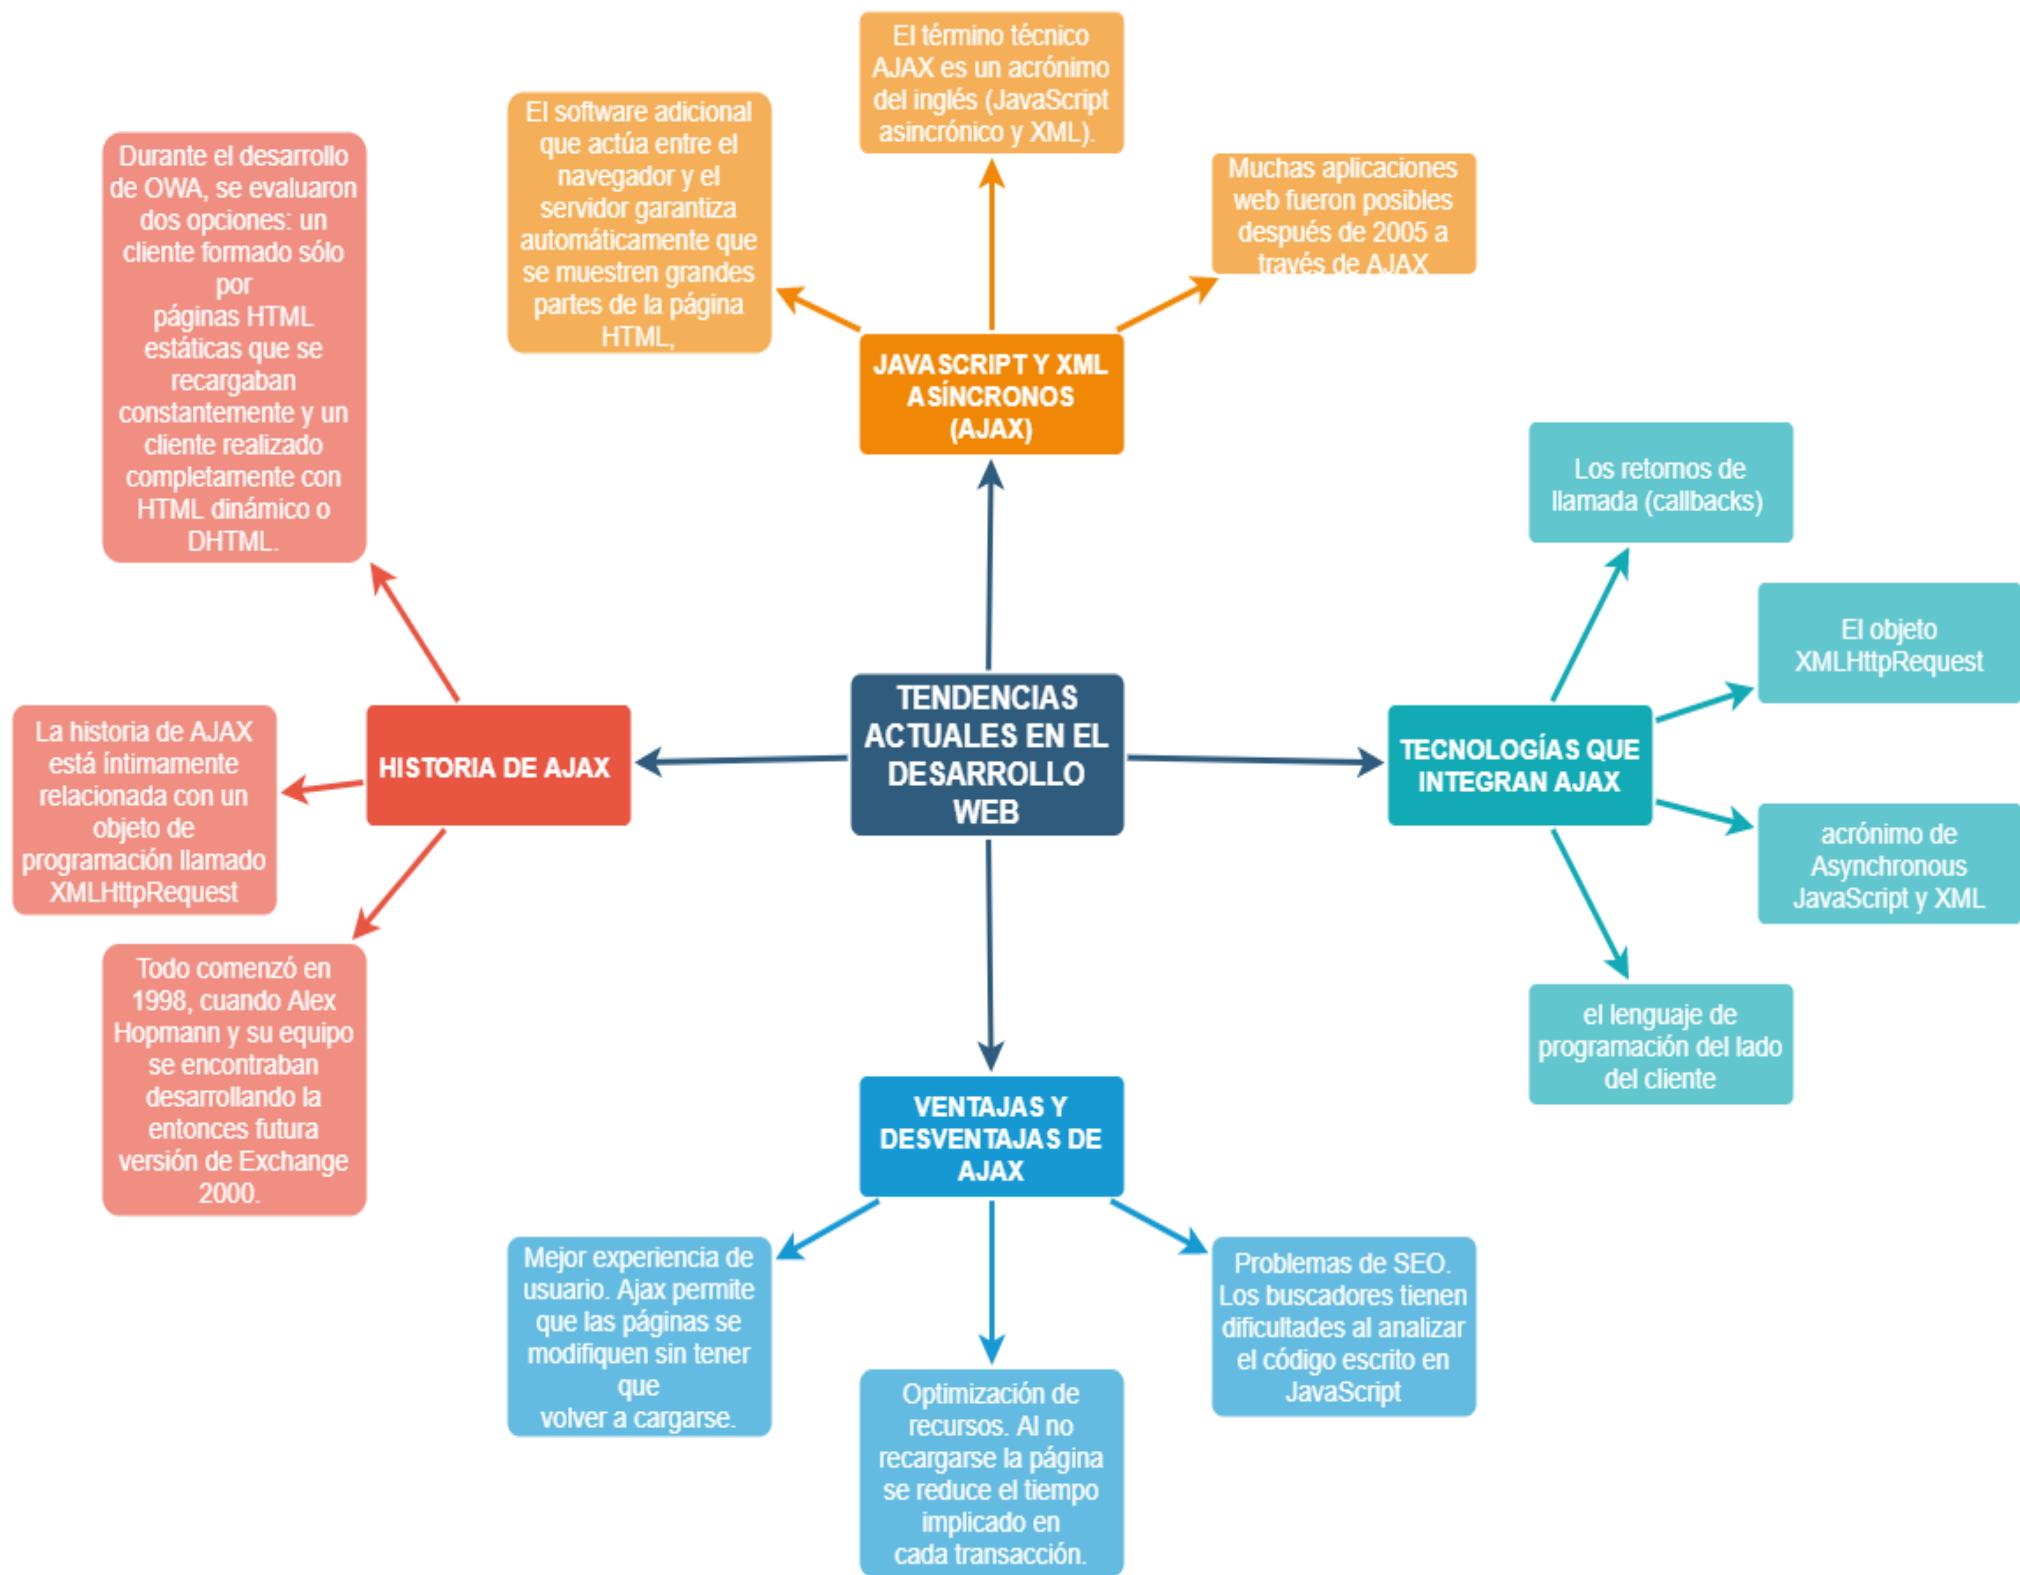 El término técnico
AJAX es un acrónimo
del inglés (JavaScript
asincrónico y XML).
El software adicional
que actúa entre el
navegador y el
servidor garantiza
automáticamente que
se muestren grandes
partes de la página
HTML,
Muchas aplicaciones
web fueron posibles
después de 2005 a
través de AJAX
JAVASCRIPT Y XML
ASÍNCRONOS
(AJAX)
Durante el desarrollo
de OWA, se evaluaron
dos opciones: un
cliente formado sólo
por
páginas HTML
estáticas que se
recargaban
constantemente y un
cliente realizado
completamente con
HTML dinámico o
DHTML.
La historia de AJAX
está íntimamente
relacionada con un
objeto de
programación llamado
XMLHttpRequest
HISTORIA DE AJAX
Todo comenzó en
1998, cuando Alex
Hopmann y su equipo
se encontraban
desarrollando la
entonces futura
versión de Exchange
2000.
TENDENCIAS
ACTUALES EN EL
DESARROLLO
WEB
TECNOLOGÍAS QUE
INTEGRAN AJAX
Los retornos de
llamada (callbacks)
El objeto
XMLHttpRequest
acrónimo de
Asynchronous
JavaScript y XML
el lenguaje de
programación del lado
del cliente
VENTAJAS Y
DESVENTAJAS DE
AJAX
Mejor experiencia de
usuario. Ajax permite
que las páginas se
modifiquen sin tener
que
volver a cargarse.
Optimización de
recursos. Al no
recargarse la página
se reduce el tiempo
implicado en
cada transacción.
Problemas de SEO.
Los buscadores tienen
dificultades al analizar
el código escrito en
JavaScript